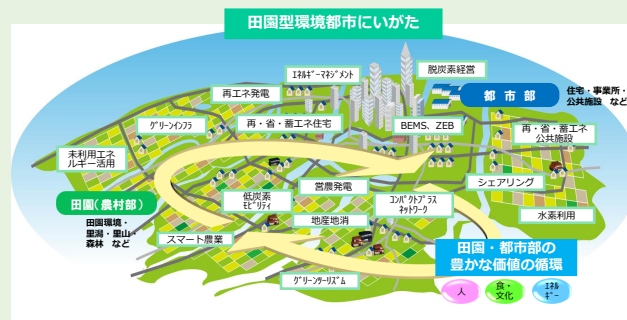 田園型環境都市にいがた
エネルギーマネジメント
脱炭素経営
再エネ発電
都市部
住宅・事業所・
公共施設 など
グリーンインフラ
再・省・蓄エネ住宅
BEMS、ZEB
再・省・蓄エネ
公共施設
未利用エネ
ルギー活用
営農発電
シェアリング
田園(農村部)
田園環境・
里潟・里山・
森林 など
低炭素
モビリティ
コンパクトプラス
ネットワーク
地産地消
水素利用
スマート農業
田園・都市部の
豊かな価値の循環
グリーンツーリズム
人
食・
文化
エネル
ギー